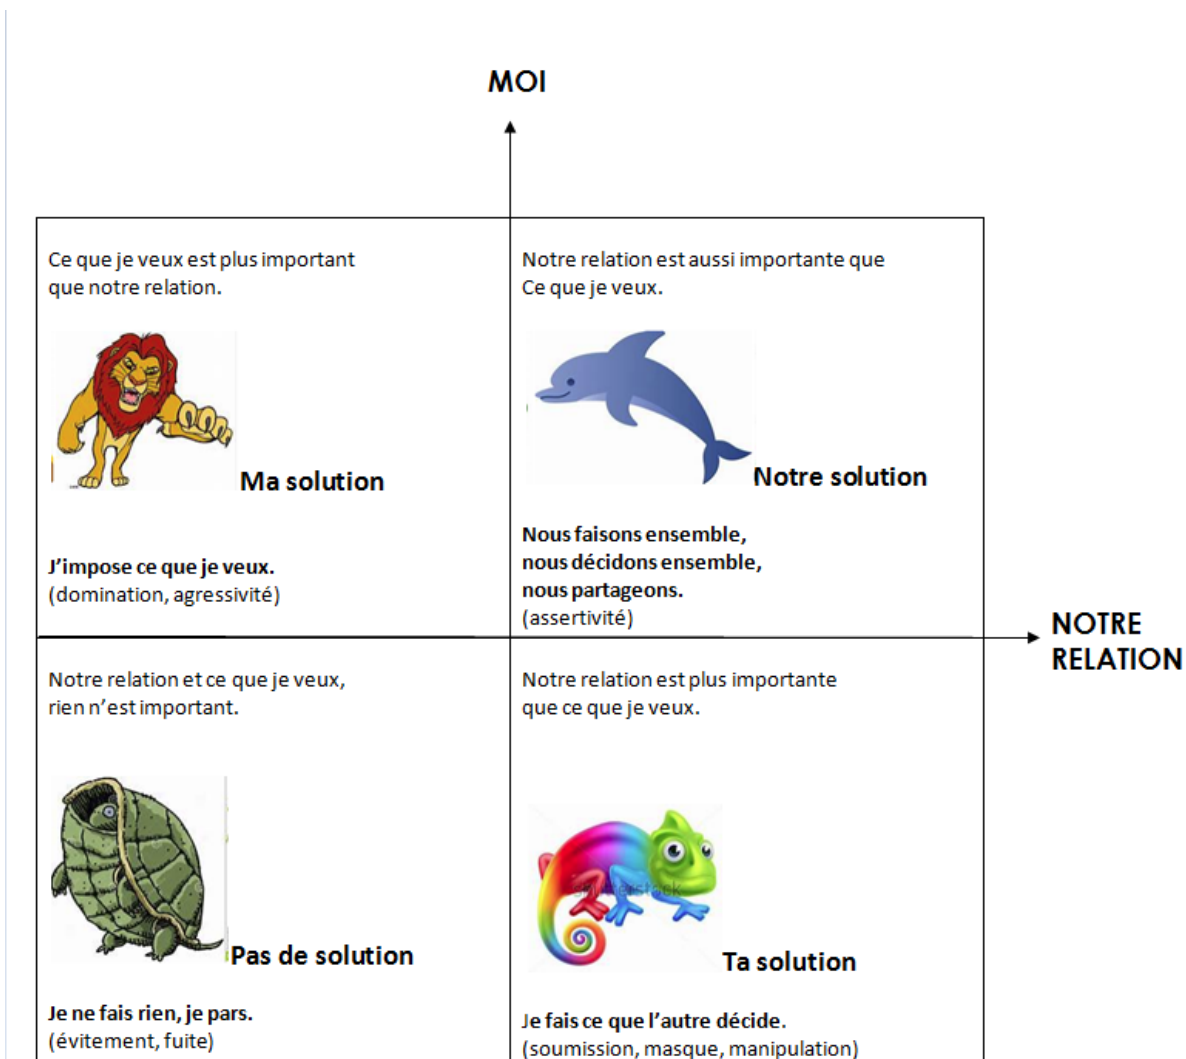 MOI
Ce que je veux est plus important
que notre relation.
Ma solution
J’impose ce que je veux.
(domination, agressivité)
Notre relation est aussi importante que
Ce que je veux.
Notre solution
Nous faisons ensemble,
nous décidons ensemble,
nous partageons.
(assertivité)
NOTRE
RELATION
Notre relation et ce que je veux,
rien n’est important.
Pas de solution
Je ne fais rien, je pars.
(évitement, fuite)
Notre relation est plus importante
que ce que je veux.
shutterstock
Ta solution
Je fais ce que l’autre décide.
(soumission, masque, manipulation)